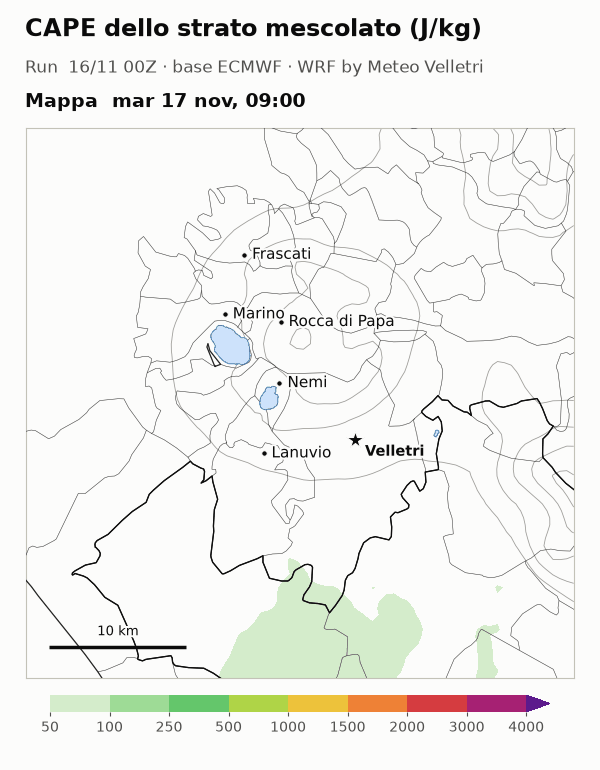 CAPE dello strato mescolato (J/kg)
Run  16/11 00Z · base ECMWF · WRF by Meteo Velletri
Mappa  mar 17 nov, 09:00
Frascati
Marino
Rocca di Papa
Nemi
Velletri
Lanuvio
10 km
50 100 250 500 1000 1500 2000 3000 4000